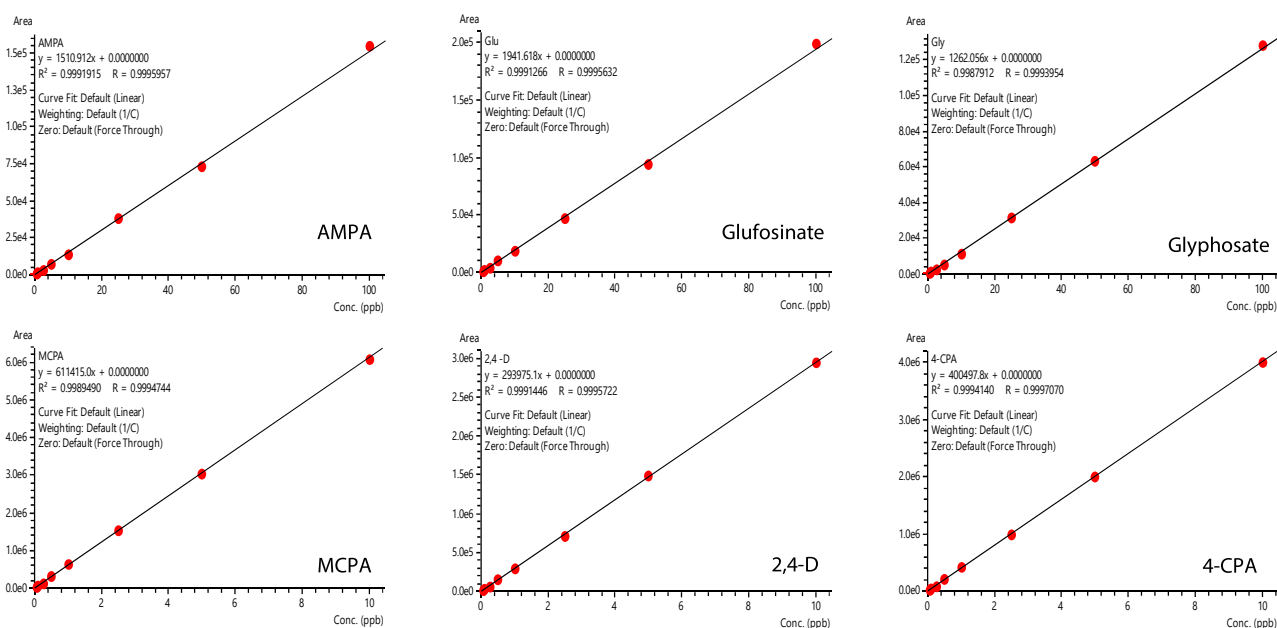 Area
AMPA
y = 1510.912x + 0.0000000
R² = 0.9991915 R = 0.9995957
Curve Fit: Default (Linear)
Weighting: Default (1/C)
Zero: Default (Force Through)
1.5e5
1.3e5
1.0e5
7.5e4
5.0e4
2.5e4
0.0e0
AMPA
0 20 40 60 80 100
Conc. (ppb)
Area
Glu
y = 1941.618x + 0.0000000
R² = 0.9991266 R = 0.9995632
Curve Fit: Default (Linear)
Weighting: Default (1/C)
Zero: Default (Force Through)
2.0e5
1.5e5
1.0e5
5.0e4
0.0e0
Glufosinate
0 20 40 60 80 100
Conc. (ppb)
Area
Gly
y = 1262.056x + 0.0000000
R² = 0.9987912 R = 0.9993954
Curve Fit: Default (Linear)
Weighting: Default (1/C)
Zero: Default (Force Through)
1.2e5
1.0e5
8.0e4
6.0e4
4.0e4
2.0e4
0.0e0
Glyphosate
0 20 40 60 80 100
Conc. (ppb)
Area
MCPA
y = 611415.0x + 0.0000000
R² = 0.9989490 R = 0.9994744
Curve Fit: Default (Linear)
Weighting: Default (1/C)
Zero: Default (Force Through)
6.0e6
5.0e6
4.0e6
3.0e6
2.0e6
1.0e6
0.0e0
MCPA
0 2 4 6 8 10
Conc. (ppb)
Area
2,4 -D
y = 293975.1x + 0.0000000
R² = 0.9991446 R = 0.9995722
Curve Fit: Default (Linear)
Weighting: Default (1/C)
Zero: Default (Force Through)
3.0e6
2.5e6
2.0e6
1.5e6
1.0e6
5.0e5
0.0e0
2,4-D
0 2 4 6 8 10
Conc. (ppb)
Area
4-CPA
y = 400497.8x + 0.0000000
R² = 0.9994140 R = 0.9997070
Curve Fit: Default (Linear)
Weighting: Default (1/C)
Zero: Default (Force Through)
4.0e6
3.0e6
2.0e6
1.0e6
0.0e0
4-CPA
0 2 4 6 8 10
Conc. (ppb)